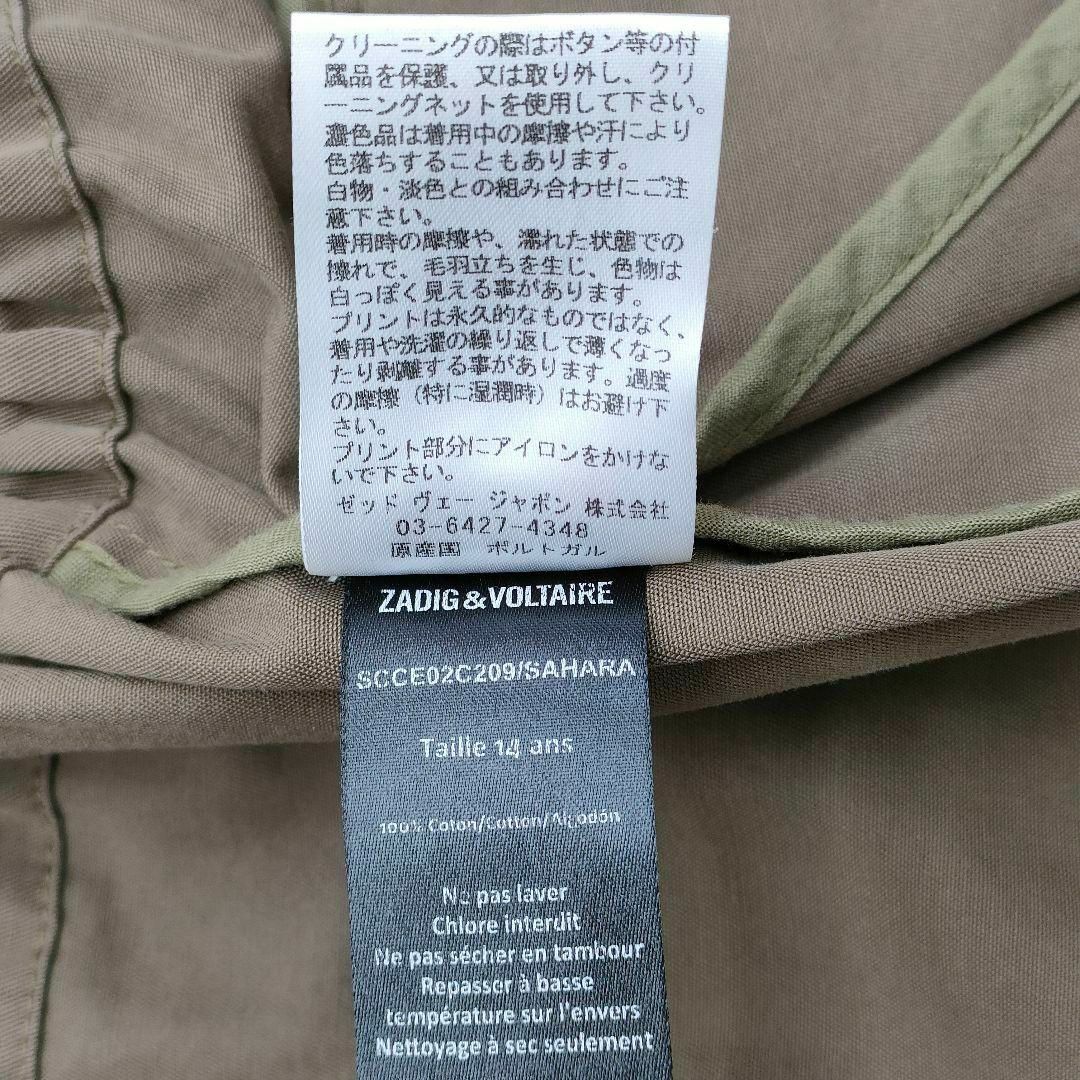 クリーニングの際はボタン等の付
属品を保護、又は取り外し、クリ
ーニングネットを使用して下さい。
濃色品は着用中の摩擦や汗により
色落ちすることもあります。
白物・淡色との組み合わせにご注
意下さい。
着用時の摩擦や、濡れた状態での
擦れで、毛羽立ちを生じ、色物は
白っぽく見える事があります。
プリントは永久的なものではなく、
着用や洗濯の繰り返しで薄くなっ
たり剥離する事があります。過度
の摩擦（特に湿潤時）はお避け下
さい。
プリント部分にアイロンをかけな
いで下さい。
ゼッド ヴェー ジャポン 株式会社
03-6427-4348
原産国 ポルトガル
ZADIG&VOLTAIRE
SCCE02C209/SAHARA
Taille 14 ans
100% Coton/Cotton/Algodón
Ne pas laver
Chlore interdit
Ne pas sécher en tambour
Repasser à basse
température sur l'envers
Nettoyage à sec seulement